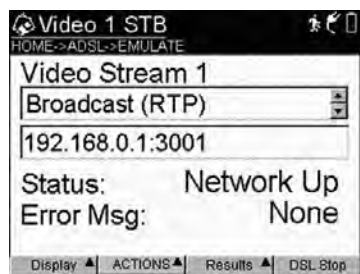 Video 1 STB
HOME->ADSL->EMULATE
Video Stream 1
Broadcast (RTP)
192.168.0.1:3001
Status: Network Up
Error Msg: None
Display ACTIONS Results DSL Stop